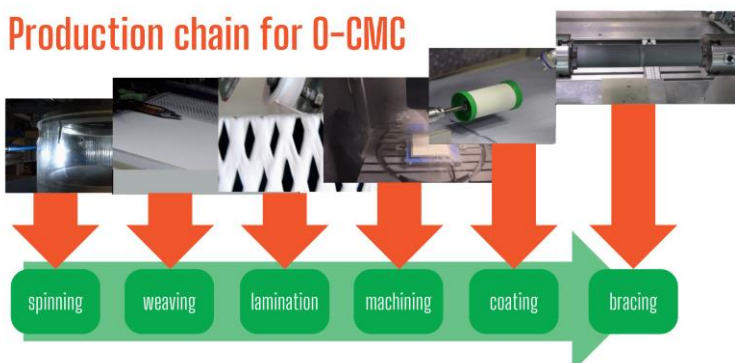 Production chain for O-CMC
spinning
weaving
lamination
machining
coating
bracing